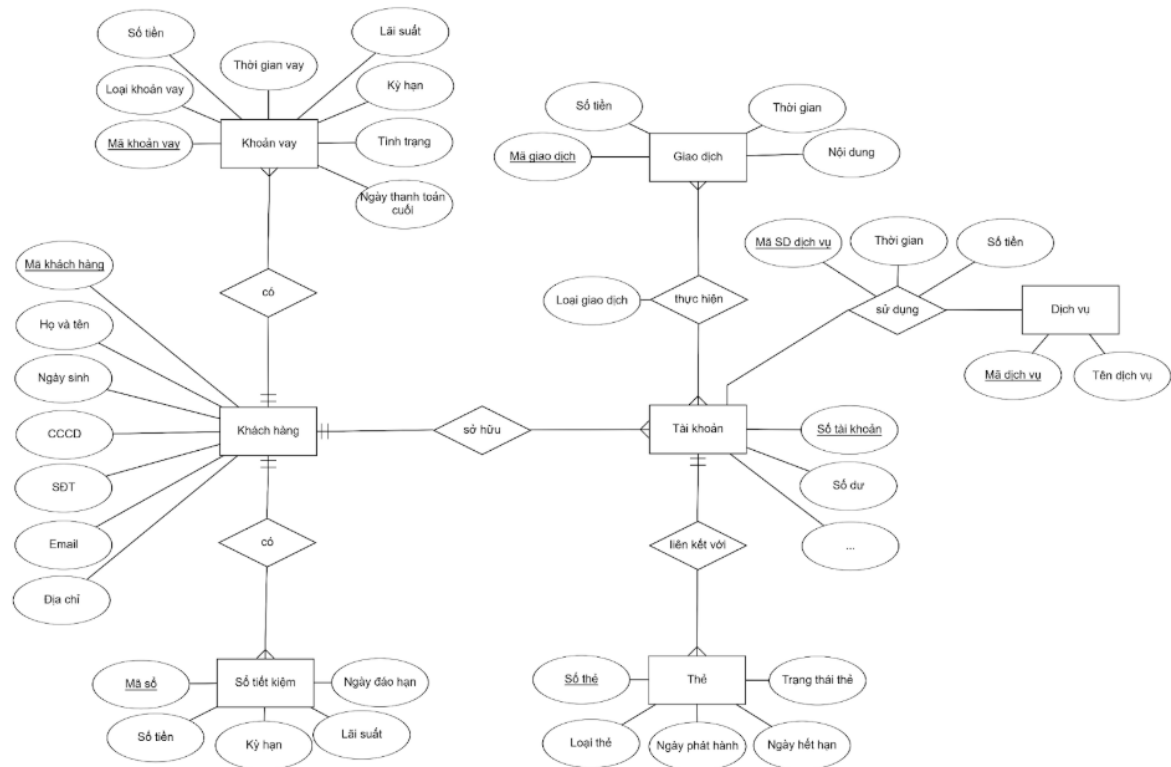 Số tiền
Lãi suất
Thời gian vay
Loại khoản vay
Kỳ hạn
Mã khoản vay
Khoản vay
Tình trạng
Ngày thanh toán
cuối
Số tiền
Thời gian
Mã giao dịch
Giao dịch
Nội dung
Mã khách hàng
có
Loại giao dịch
thực hiện
Mã SD dịch vụ
Thời gian
Số tiền
sử dụng
Dịch vụ
Mã dịch vụ
Tên dịch vụ
Họ và tên
Ngày sinh
CCCD
Khách hàng
sở hữu
Tài khoản
Số tài khoản
SĐT
Số dư
Email
có
liên kết với
...
Địa chỉ
Mã sổ
Sổ tiết kiệm
Ngày đáo hạn
Số tiền
Kỳ hạn
Lãi suất
Số thẻ
Thẻ
Trạng thái thẻ
Loại thẻ
Ngày phát hành
Ngày hết hạn